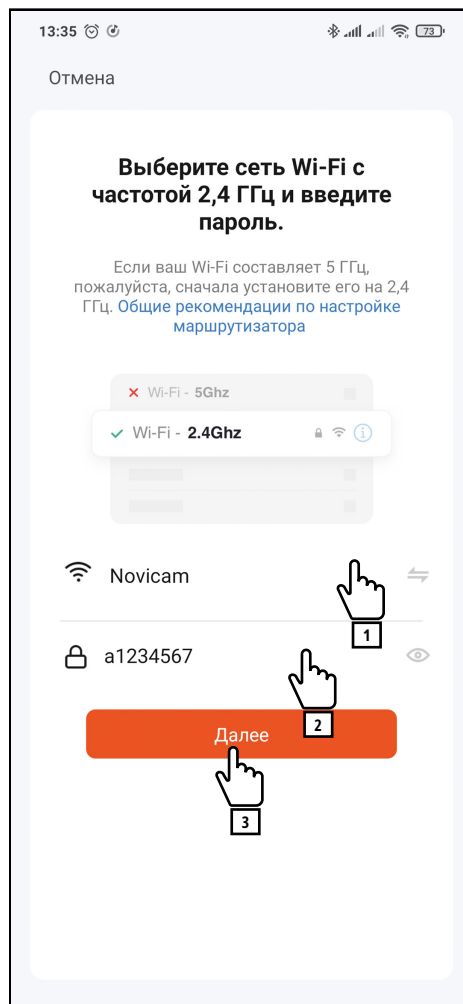 13:35
73
Отмена
Выберите сеть Wi-Fi с
частотой 2,4 ГГц и введите
пароль.
Если ваш Wi-Fi составляет 5 ГГц,
пожалуйста, сначала установите его на 2,4
ГГц. Общие рекомендации по настройке
маршрутизатора
Wi-Fi - 5Ghz
Wi-Fi - 2.4Ghz
Novicam
1
a1234567
2
Далее
3